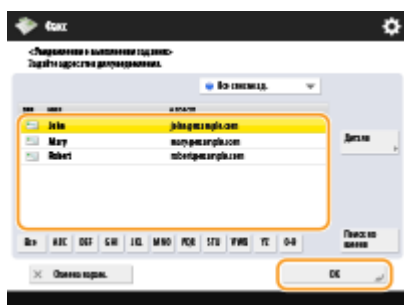 Факс
<Уведомление о выполнении задания>
Задайте адрес для уведомления.
Все списки ад.
John john@example.com
Mary mary@example.com
Robert robert@example.com
Детали
Все ABC DEF GHI JKL MNO PQR STU VWX YZ 0-9
Поиск по имени
× Отмена парам.
OK